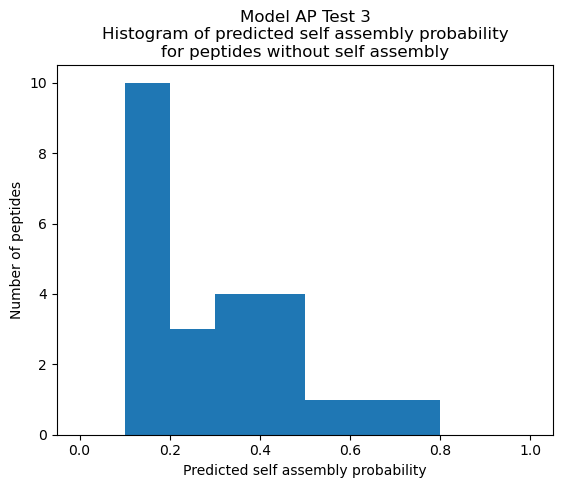 Model AP Test 3
Histogram of predicted self assembly probability
for peptides without self assembly
10
8
6
4
2
0
Number of peptides
0.0 0.2 0.4 0.6 0.8 1.0
Predicted self assembly probability